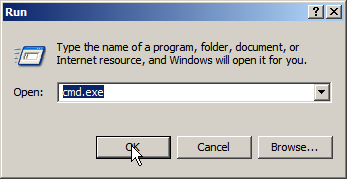 Run
Type the name of a program, folder, document, or
Internet resource, and Windows will open it for you.
Open: cmd.exe
OK Cancel Browse...